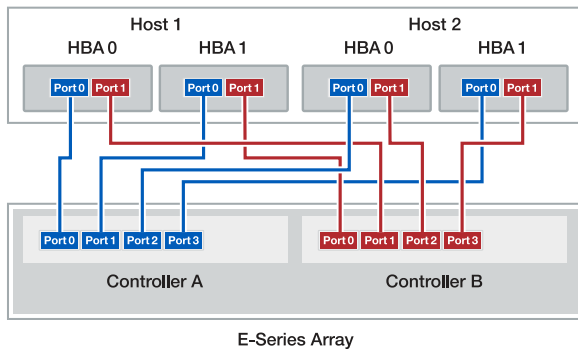 Host 1 Host 2
HBA 0 HBA 1 HBA 0 HBA 1
Port 0 Port 1 Port 0 Port 1 Port 0 Port 1 Port 0 Port 1
Port 0 Port 1 Port 2 Port 3 Port 0 Port 1 Port 2 Port 3
Controller A Controller B
E-Series Array